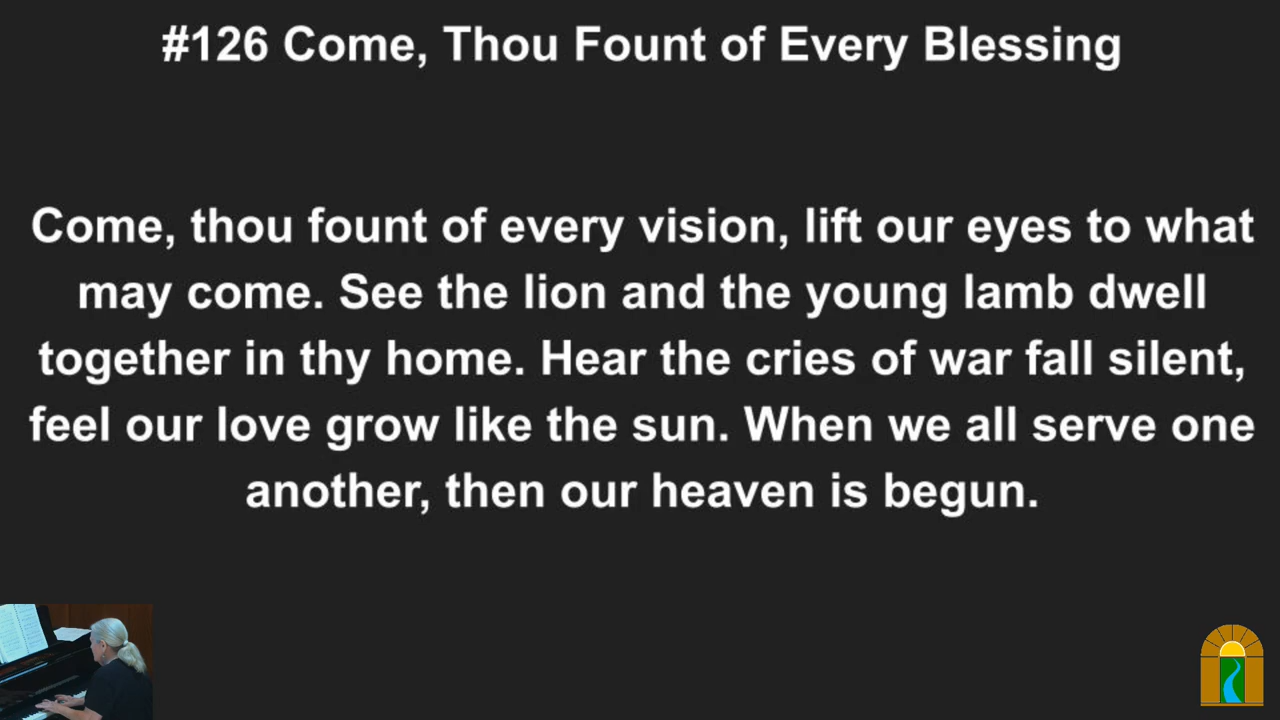 #126 Come, Thou Fount of Every Blessing
Come, thou fount of every vision, lift our eyes to what
may come. See the lion and the young lamb dwell
together in thy home. Hear the cries of war fall silent,
feel our love grow like the sun. When we all serve one
another, then our heaven is begun.